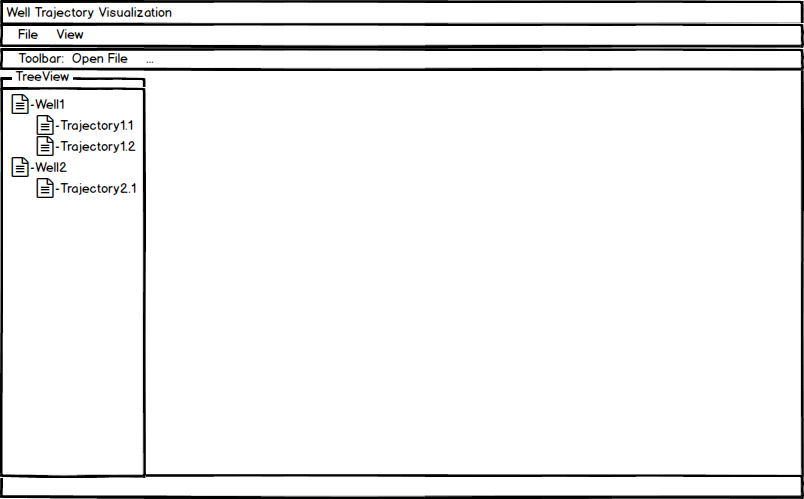 Well Trajectory Visualization
File View
Toolbar: Open File ...
TreeView
-Well1
-Trajectory1.1
-Trajectory1.2
-Well2
-Trajectory2.1